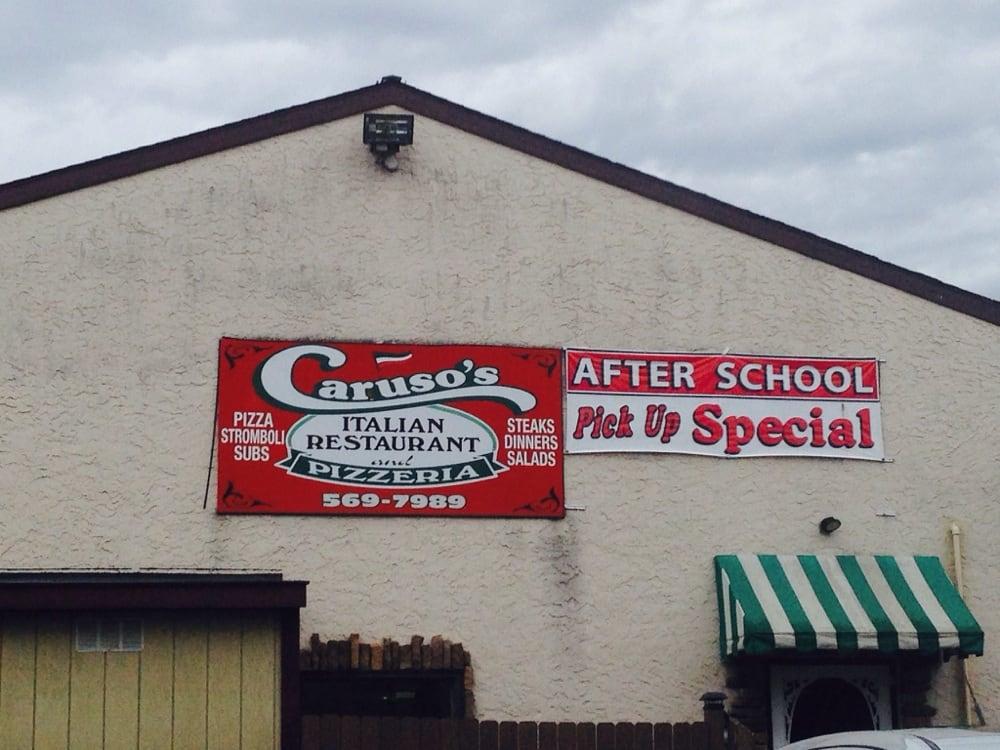 Caruso's
ITALIAN
RESTAURANT
and
PIZZERIA
569-7989
PIZZA
STROMBOLI
SUBS
STEAKS
DINNERS
SALADS
AFTER SCHOOL
Pick Up Special